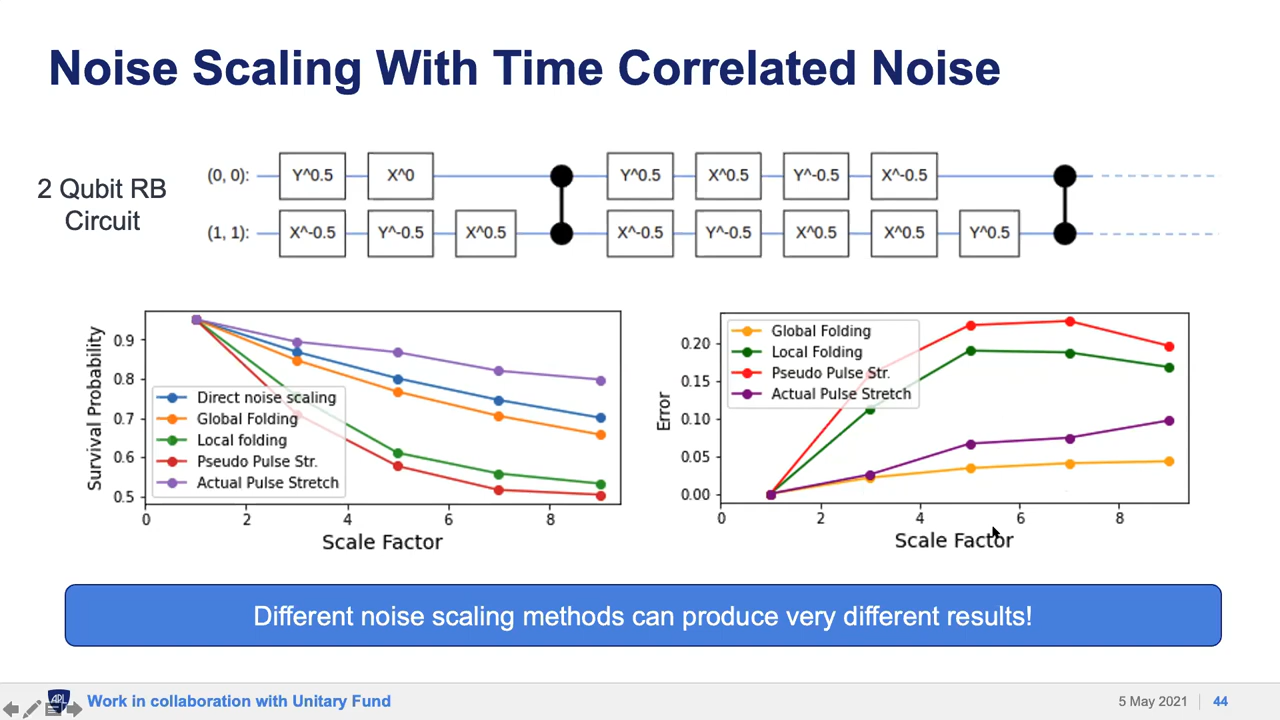 Noise Scaling With Time Correlated Noise
2 Qubit RB
Circuit
(0, 0): Y^0.5 X^0 Y^0.5 X^0.5 Y^-0.5 X^-0.5
(1, 1): X^-0.5 Y^-0.5 X^0.5 X^-0.5 Y^-0.5 X^0.5 X^0.5 Y^0.5
Survival Probability
0.9
0.8
0.7
0.6
0.5
Direct noise scaling
Global Folding
Local folding
Pseudo Pulse Str.
Actual Pulse Stretch
0 2 4 6 8
Scale Factor
Error
0.20
0.15
0.10
0.05
0.00
Global Folding
Local Folding
Pseudo Pulse Str.
Actual Pulse Stretch
0 2 4 6 8
Scale Factor
Different noise scaling methods can produce very different results!
APL
Work in collaboration with Unitary Fund
5 May 2021 44